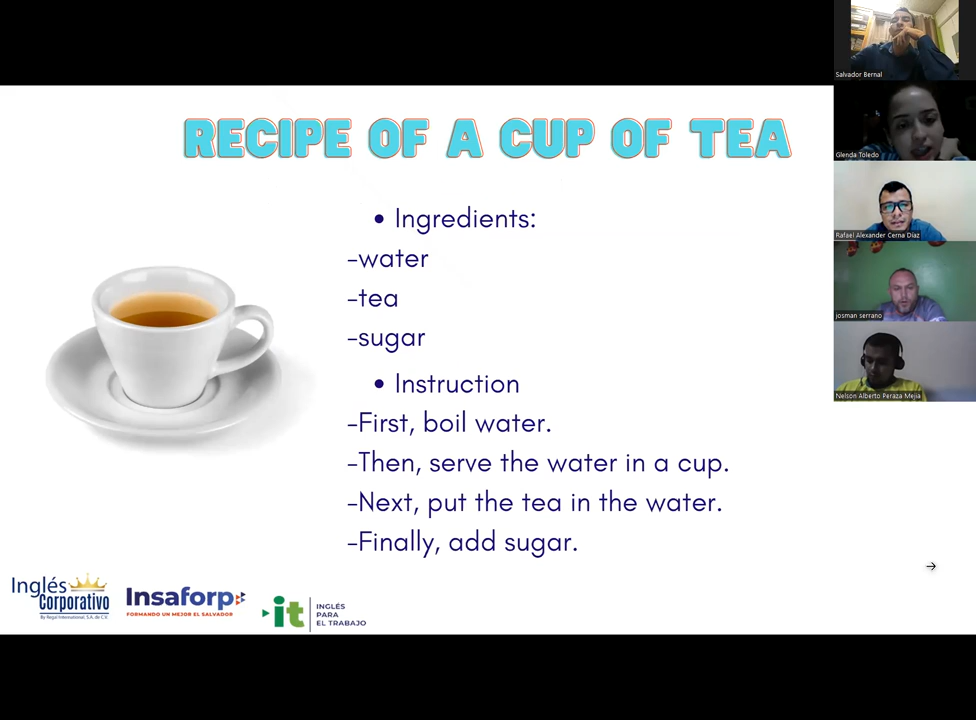 RECIPE OF A CUP OF TEA
• Ingredients:
-water
-tea
-sugar
• Instruction
-First, boil water.
-Then, serve the water in a cup.
-Next, put the tea in the water.
-Finally, add sugar.
Inglés
Corporativo
By Regal International, S.A. de C.V.
Insaforp
FORMANDO UN MEJOR EL SALVADOR
it
INGLÉS
PARA
EL TRABAJO
Salvador Bernal
Glenda Toledo
Rafael Alexander Cerna Díaz
josman serrano
Nelson Alberto Peraza Mejia